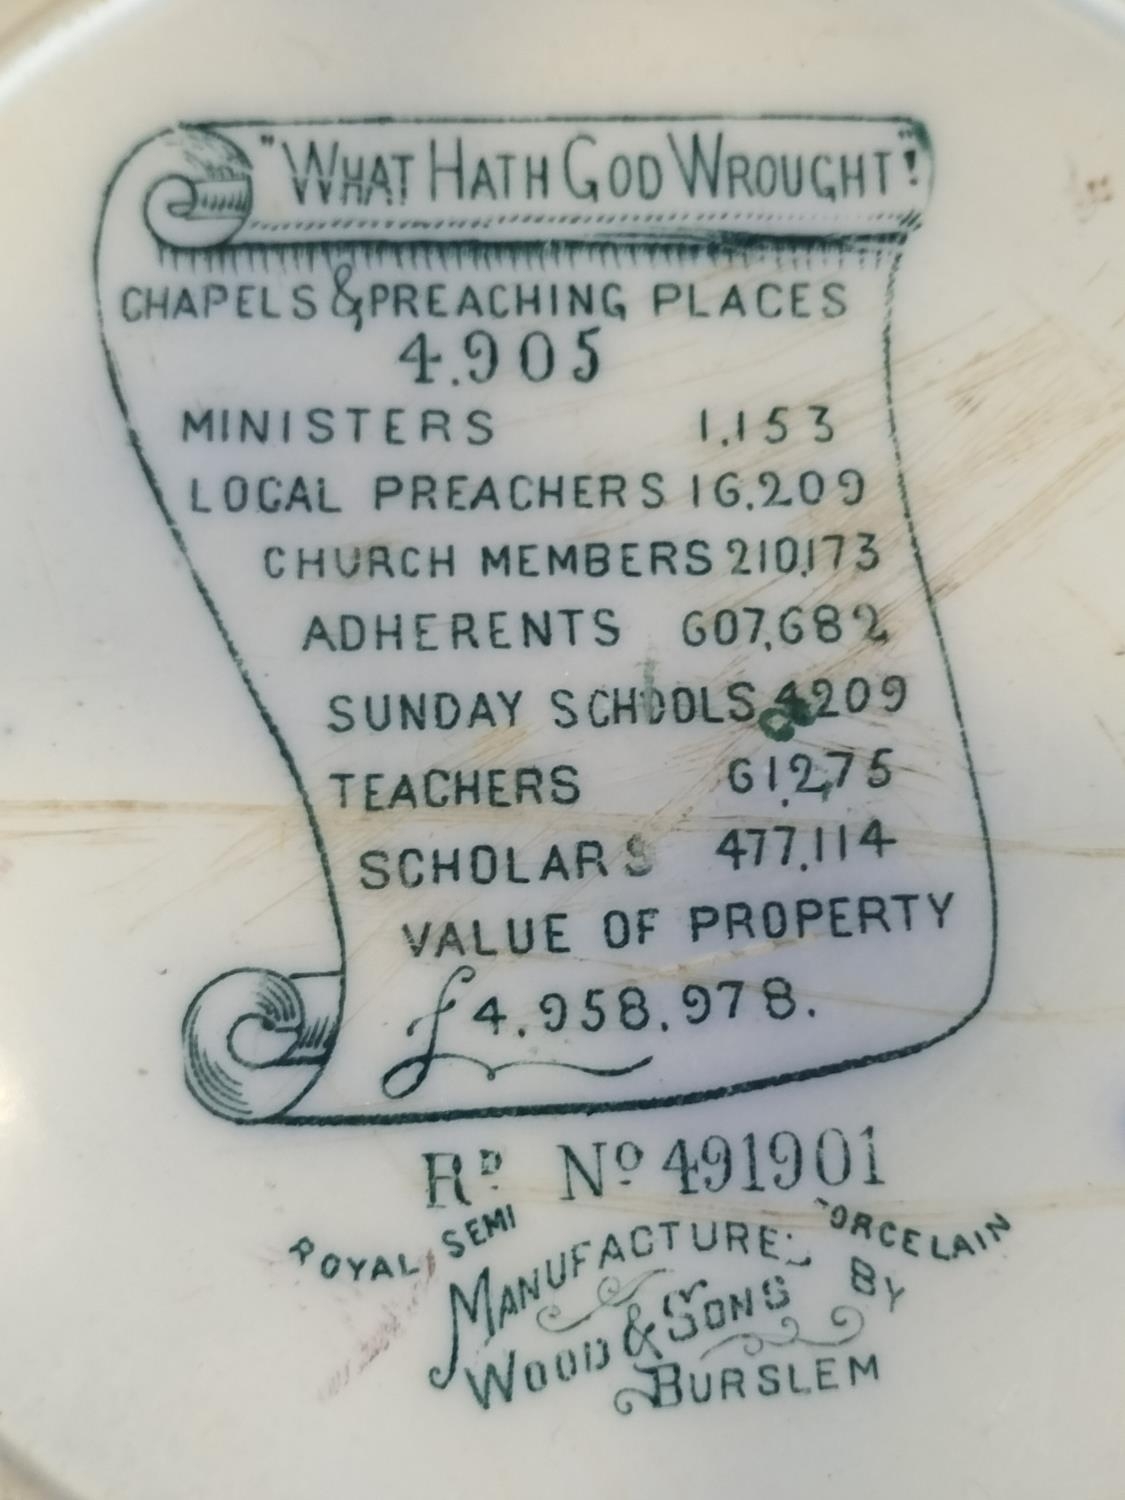 "WHAT HATH GOD WROUGHT"!
CHAPELS & PREACHING PLACES
4.905
MINISTERS 1,153
LOCAL PREACHERS 16,209
CHURCH MEMBERS 210,173
ADHERENTS 607,682
SUNDAY SCHOOLS 4209
TEACHERS 61,275
SCHOLARS 477,114
VALUE OF PROPERTY
£4.958.978.
RD No 491901
ROYAL SEMI PORCELAIN
MANUFACTURED BY
WOOD & SONS
BURSLEM